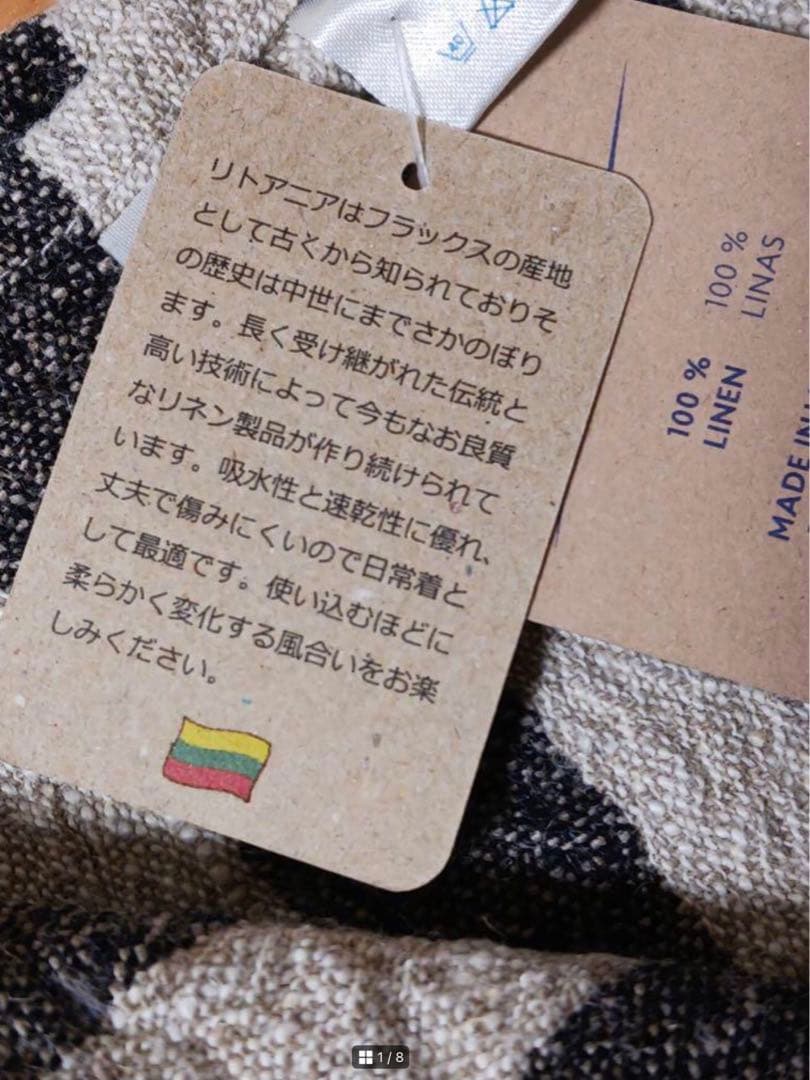 リトアニアはフラックスの産地
として古くから知られておりそ
の歴史は中世にまでさかのぼり
ます。長く受け継がれた伝統と
高い技術によって今もなお良質
なリネン製品が作り続けられて
います。吸水性と速乾性に優れ、
丈夫で傷みにくいので日常着と
して最適です。使い込むほどに
柔らかく変化する風合いをお楽
しみください。
40
100 %
LINAS
100 %
LINEN
MADE IN
1/8